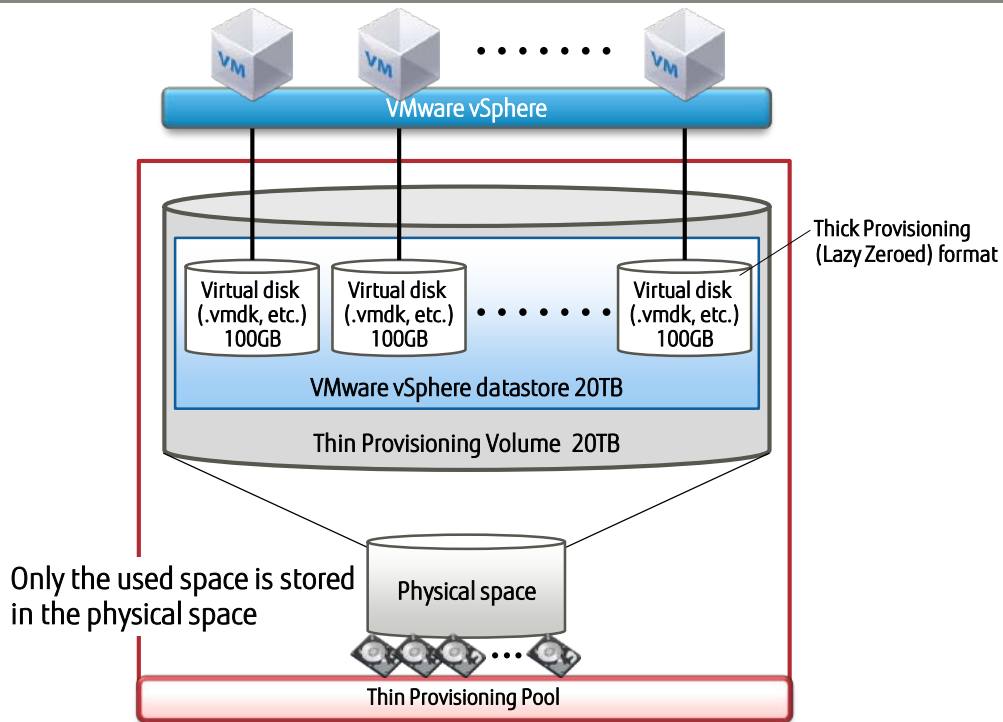 VM
VM
VM
VMware vSphere
Thick Provisioning
(Lazy Zeroed) format
Virtual disk
(.vmdk, etc.)
100GB
Virtual disk
(.vmdk, etc.)
100GB
Virtual disk
(.vmdk, etc.)
100GB
VMware vSphere datastore 20TB
Thin Provisioning Volume 20TB
Only the used space is stored
in the physical space
Physical space
Thin Provisioning Pool